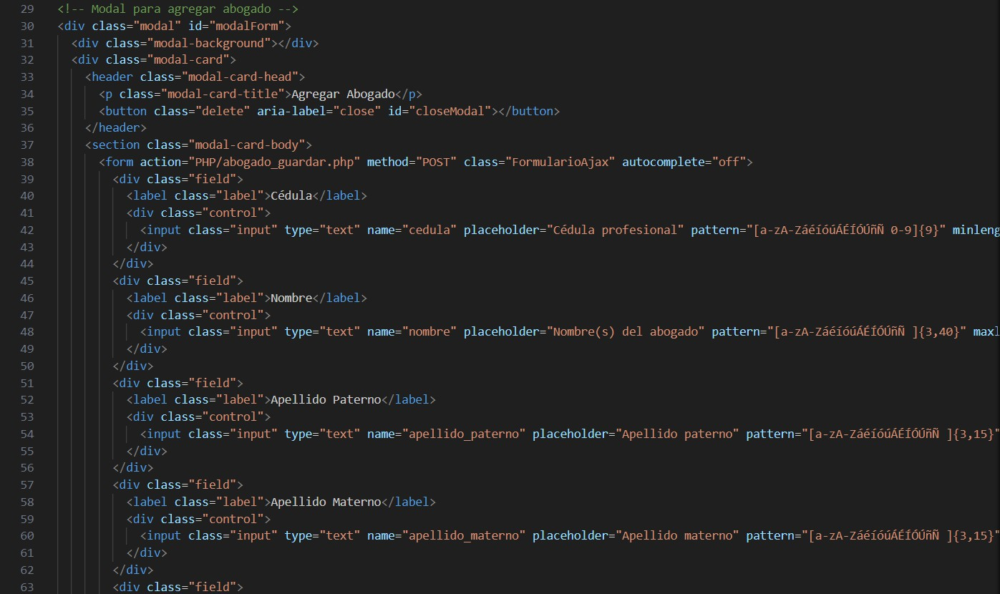 29 <!-- Modal para agregar abogado -->
30 <div class="modal" id="modalForm">
31 <div class="modal-background"></div>
32 <div class="modal-card">
33 <header class="modal-card-head">
34 <p class="modal-card-title">Agregar Abogado</p>
35 <button class="delete" aria-label="close" id="closeModal"></button>
36 </header>
37 <section class="modal-card-body">
38 <form action="PHP/abogado_guardar.php" method="POST" class="FormularioAjax" autocomplete="off">
39 <div class="field">
40 <label class="label">Cédula</label>
41 <div class="control">
42 <input class="input" type="text" name="cedula" placeholder="Cédula profesional" pattern="[a-zA-ZáéíóúÁÉÍÓÚñÑ 0-9]{9}" minleng
43 </div>
44 </div>
45 <div class="field">
46 <label class="label">Nombre</label>
47 <div class="control">
48 <input class="input" type="text" name="nombre" placeholder="Nombre(s) del abogado" pattern="[a-zA-ZáéíóúÁÉÍÓÚñÑ ]{3,40}" maxl
49 </div>
50 </div>
51 <div class="field">
52 <label class="label">Apellido Paterno</label>
53 <div class="control">
54 <input class="input" type="text" name="apellido_paterno" placeholder="Apellido paterno" pattern="[a-zA-ZáéíóúÁÉÍÓÚñÑ ]{3,15}"
55 </div>
56 </div>
57 <div class="field">
58 <label class="label">Apellido Materno</label>
59 <div class="control">
60 <input class="input" type="text" name="apellido_materno" placeholder="Apellido materno" pattern="[a-zA-ZáéíóúÁÉÍÓÚñÑ ]{3,15}"
61 </div>
62 </div>
63 <div class="field">